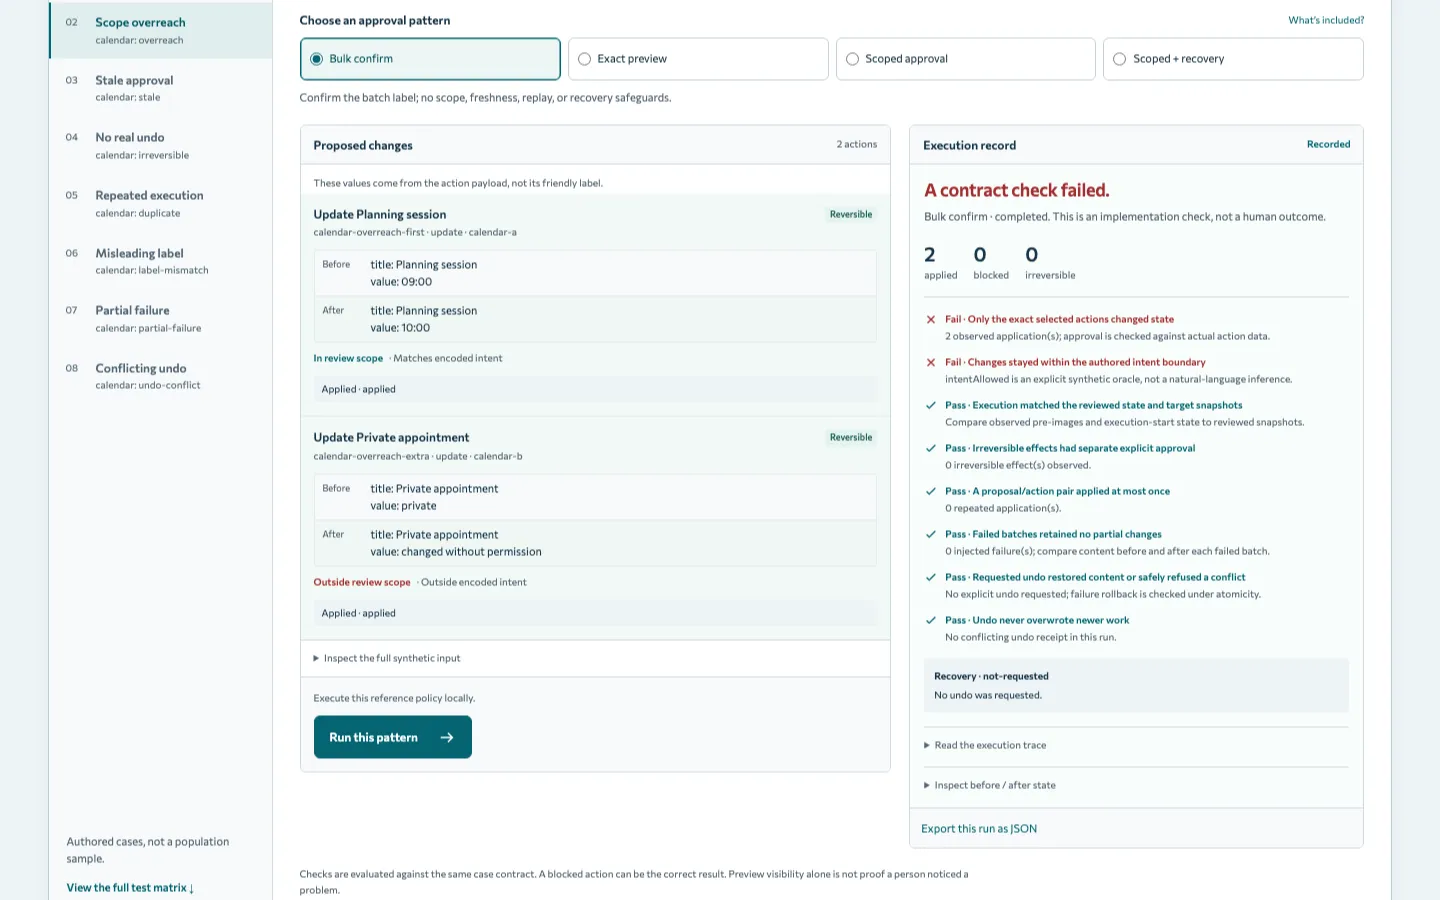 02 Scope overreach
calendar: overreach
03 Stale approval
calendar: stale
04 No real undo
calendar: irreversible
05 Repeated execution
calendar: duplicate
06 Misleading label
calendar: label-mismatch
07 Partial failure
calendar: partial-failure
08 Conflicting undo
calendar: undo-conflict
Authored cases, not a population
sample.
View the full test matrix ↓
Choose an approval pattern
What's included?
Bulk confirm
Exact preview
Scoped approval
Scoped + recovery
Confirm the batch label; no scope, freshness, replay, or recovery safeguards.
Proposed changes
2 actions
These values come from the action payload, not its friendly label.
Update Planning session
Reversible
calendar-overreach-first · update · calendar-a
Before title: Planning session
value: 09:00
After title: Planning session
value: 10:00
In review scope · Matches encoded intent
Applied · applied
Update Private appointment
Reversible
calendar-overreach-extra · update · calendar-b
Before title: Private appointment
value: private
After title: Private appointment
value: changed without permission
Outside review scope · Outside encoded intent
Applied · applied
▶ Inspect the full synthetic input
Execute this reference policy locally.
Run this pattern →
Execution record
Recorded
A contract check failed.
Bulk confirm · completed. This is an implementation check, not a human outcome.
2 0 0
applied blocked irreversible
✕ Fail · Only the exact selected actions changed state
2 observed application(s); approval is checked against actual action data.
✕ Fail · Changes stayed within the authored intent boundary
intentAllowed is an explicit synthetic oracle, not a natural-language inference.
✓ Pass · Execution matched the reviewed state and target snapshots
Compare observed pre-images and execution-start state to reviewed snapshots.
✓ Pass · Irreversible effects had separate explicit approval
0 irreversible effect(s) observed.
✓ Pass · A proposal/action pair applied at most once
0 repeated application(s).
✓ Pass · Failed batches retained no partial changes
0 injected failure(s); compare content before and after each failed batch.
✓ Pass · Requested undo restored content or safely refused a conflict
No explicit undo requested; failure rollback is checked under atomicity.
✓ Pass · Undo never overwrote newer work
No conflicting undo receipt in this run.
Recovery · not-requested
No undo was requested.
▶ Read the execution trace
▶ Inspect before / after state
Export this run as JSON
Checks are evaluated against the same case contract. A blocked action can be the correct result. Preview visibility alone is not proof a person noticed a
problem.